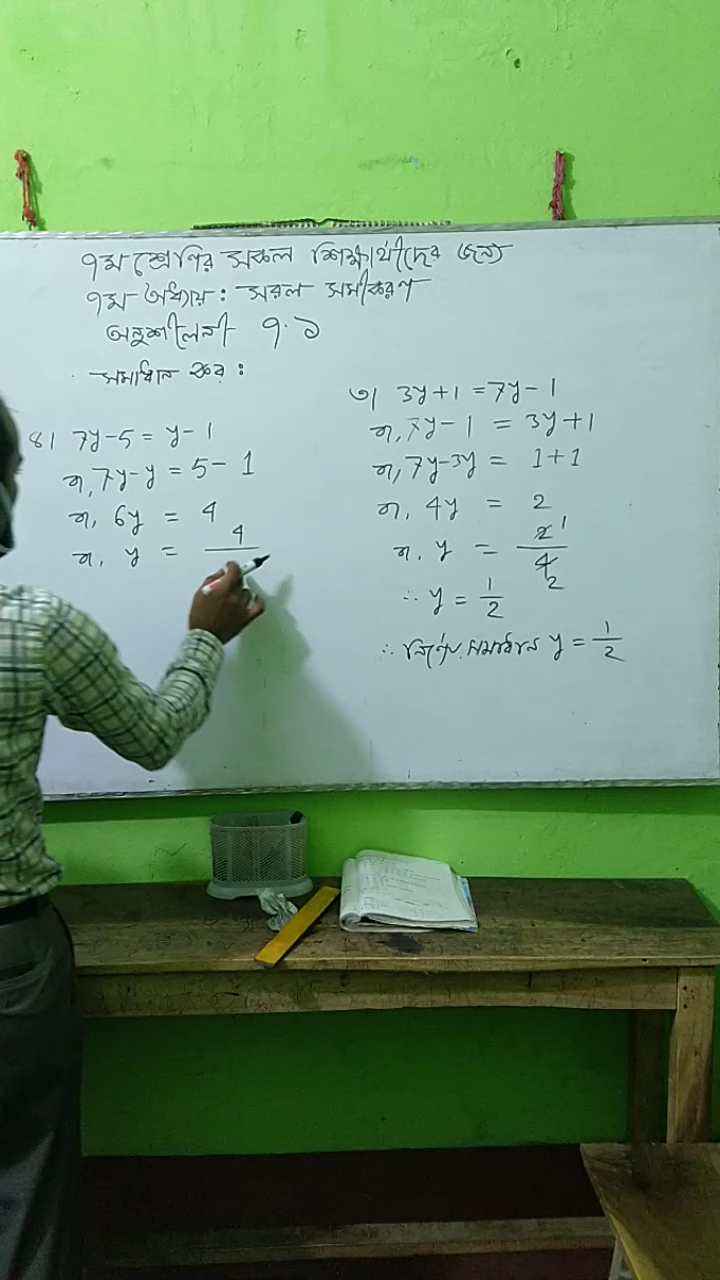 ৭ম শ্রেণির সকল শিক্ষার্থীদের জন্য
৭ম অধ্যায় : সরল সমীকরণ
অনুশীলনী ৭.১
সমাধান কর :
৪। 7y-5 = y-1
বা, 7y-y = 5-1
বা, 6y = 4
বা, y = 4/
৩। 3y+1 = 7y-1
বা, 7y-1 = 3y+1
বা, 7y-3y = 1+1
বা, 4y = 2
বা, y = 2 1/4 2
∴ y = 1/2
∴ নির্ণেয় সমাধান y = 1/2